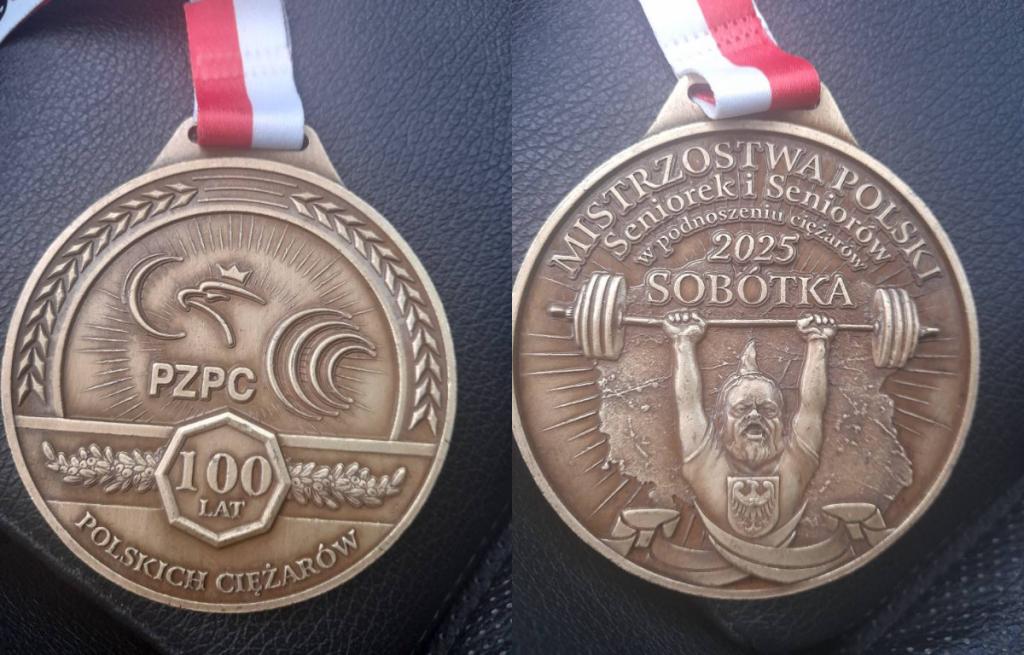 PZPC
100
LAT
POLSKICH CIĘŻARÓW
MISTRZOSTWA POLSKI
Seniorek i Seniorów
w podnoszeniu ciężarów
2025
SOBÓTKA